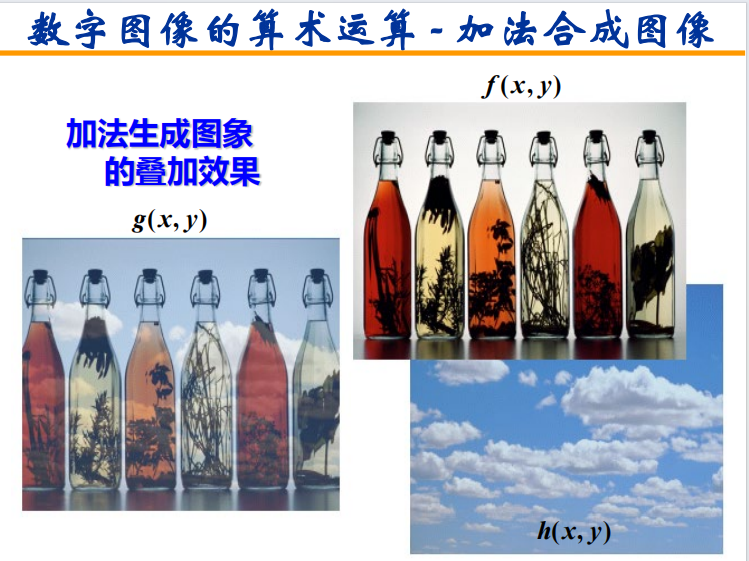 数字图像的算术运算-加法合成图像
f(x,y)
加法生成图象
的叠加效果
g(x,y)
h(x,y)